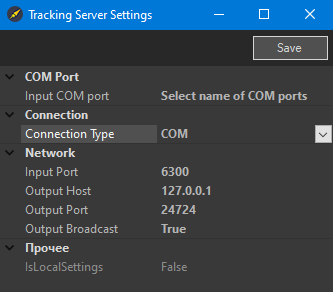 Tracking Server Settings
Save
COM Port
Input COM port Select name of COM ports
Connection
Connection Type COM
Network
Input Port 6300
Output Host 127.0.0.1
Output Port 24724
Output Broadcast True
Прочее
IsLocalSettings False